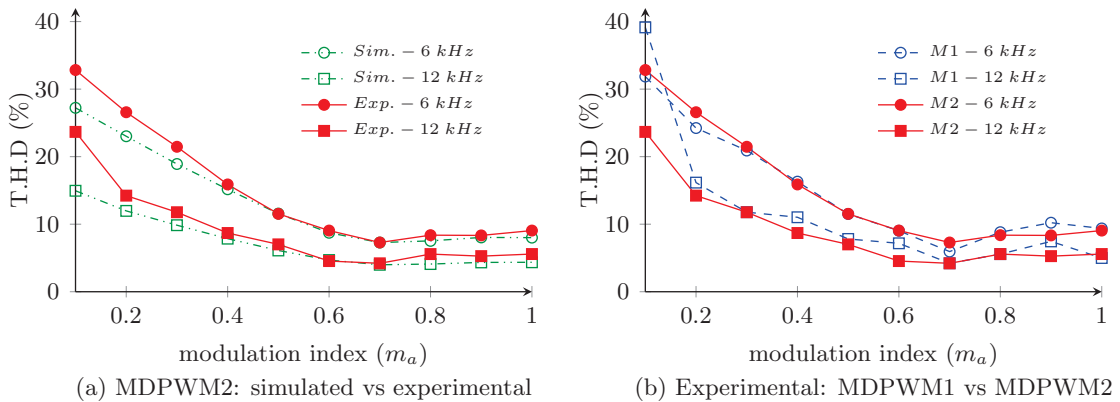 40
30
20
10
0
T.H.D (%)
Sim. − 6 kHz
Sim. − 12 kHz
Exp. − 6 kHz
Exp. − 12 kHz
0.2 0.4 0.6 0.8 1
modulation index (mₐ)
(a) MDPWM2: simulated vs experimental
40
30
20
10
0
T.H.D (%)
M1 − 6 kHz
M1 − 12 kHz
M2 − 6 kHz
M2 − 12 kHz
0.2 0.4 0.6 0.8 1
modulation index (mₐ)
(b) Experimental: MDPWM1 vs MDPWM2